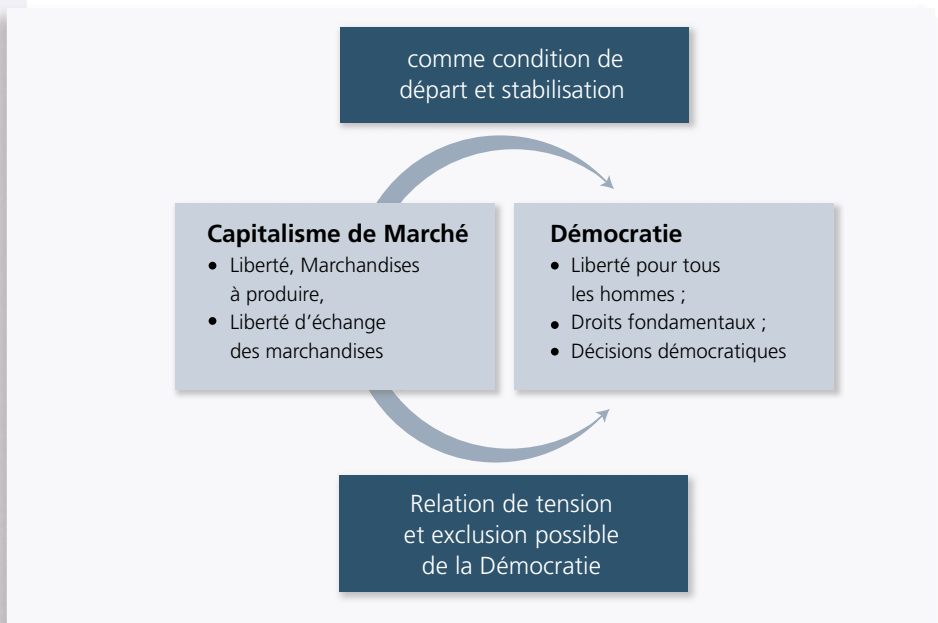 comme condition de
départ et stabilisation
Capitalisme de Marché
• Liberté, Marchandises
à produire,
• Liberté d’échange
des marchandises
Démocratie
• Liberté pour tous
les hommes ;
• Droits fondamentaux ;
• Décisions démocratiques
Relation de tension
et exclusion possible
de la Démocratie